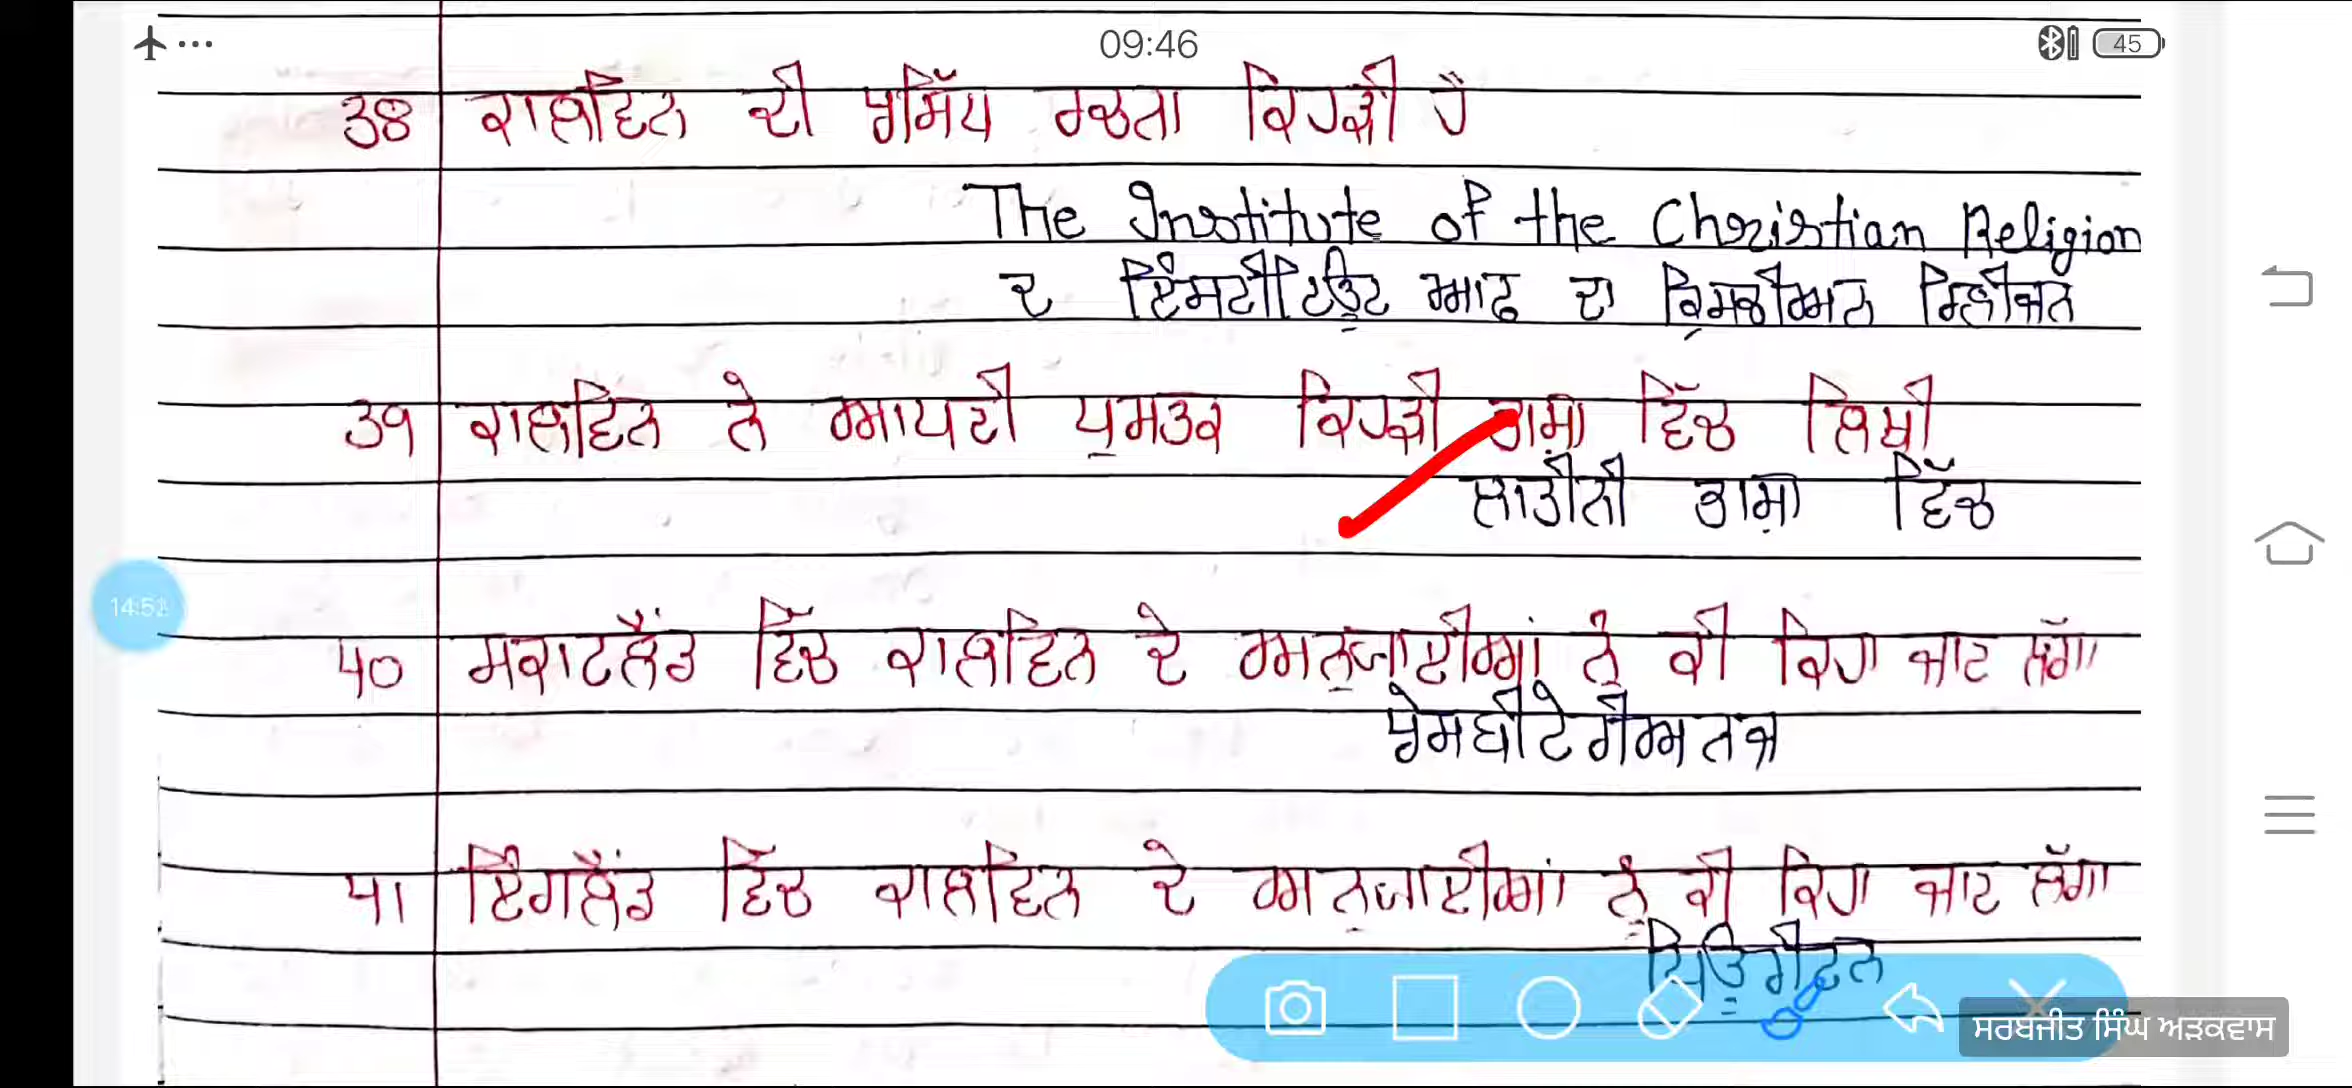 09:46
45
38 ਕਾਲਵਿਨ ਦੀ ਪ੍ਰਸਿੱਧ ਰਚਨਾ ਕਿਹੜੀ ਹੈ
The Institute of the Christian Religion
ਦ ਇੰਸਟੀਟਿਊਟ ਆਫ ਦਾ ਕ੍ਰਿਸਚੀਅਨ ਰਿਲੀਜਨ
39 ਕਾਲਵਿਨ ਨੇ ਆਪਣੀ ਪੁਸਤਕ ਕਿਹੜੀ ਭਾਸ਼ਾ ਵਿੱਚ ਲਿਖੀ
ਲਾਤੀਨੀ ਭਾਸ਼ਾ ਵਿੱਚ
14:52
40 ਸਕਾਟਲੈਂਡ ਵਿੱਚ ਕਾਲਵਿਨ ਦੇ ਅਨੁਯਾਈਆਂ ਨੂੰ ਕੀ ਕਿਹਾ ਜਾਣ ਲੱਗਾ
ਪ੍ਰੇਸਬੀਟੇਰੀਅਨਜ
41 ਇੰਗਲੈਂਡ ਵਿੱਚ ਕਾਲਵਿਨ ਦੇ ਅਨੁਯਾਈਆਂ ਨੂੰ ਕੀ ਕਿਹਾ ਜਾਣ ਲੱਗਾ
ਸਰਬਜੀਤ ਸਿੰਘ ਅੜਕਵਾਸ